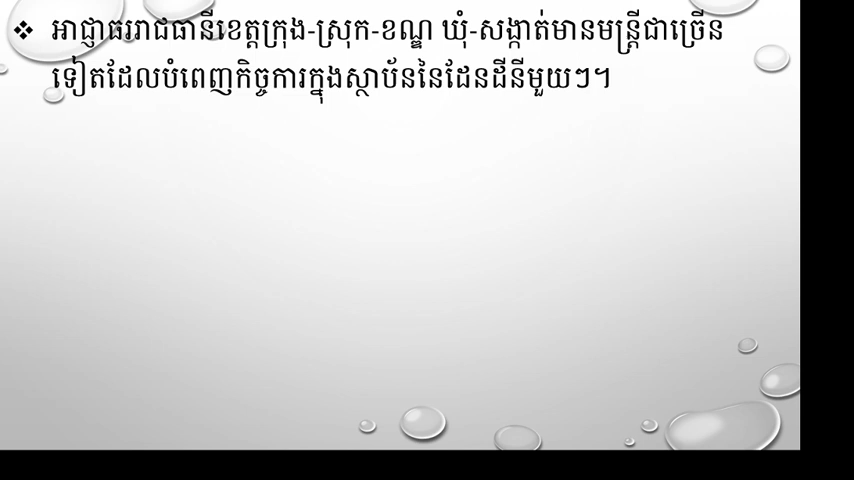 ❖ អាជ្ញាធររាជធានីខេត្តក្រុង-ស្រុក-ខណ្ឌ ឃុំ-សង្កាត់មានមន្ត្រីជាច្រើន
ទៀតដែលបំពេញកិច្ចការក្នុងស្ថាប័ននៃដែនដីនីមួយៗ។